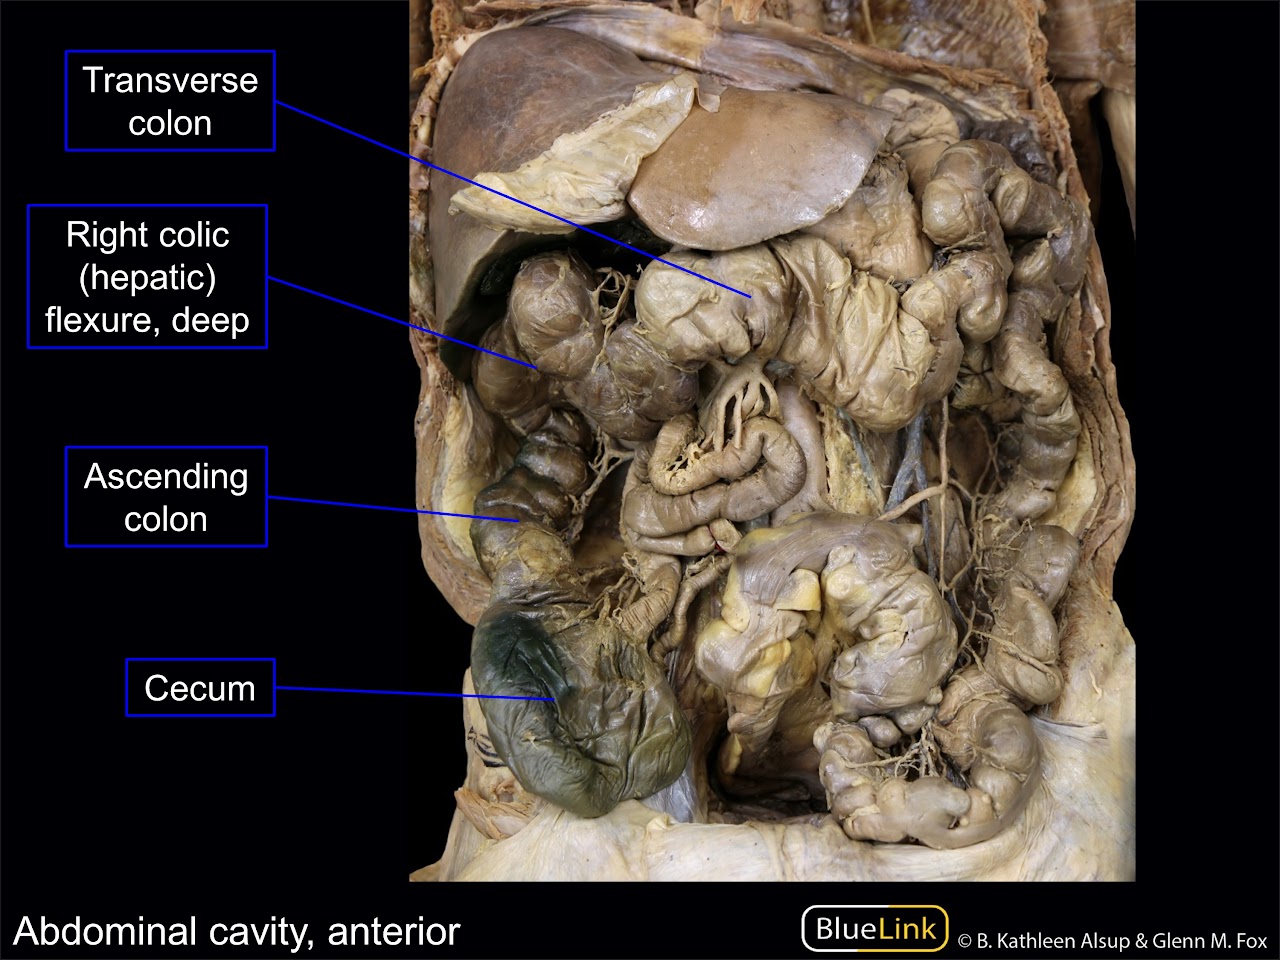 Transverse
colon
Right colic
(hepatic)
flexure, deep
Ascending
colon
Cecum
Abdominal cavity, anterior
BlueLink
© B. Kathleen Alsup & Glenn M. Fox